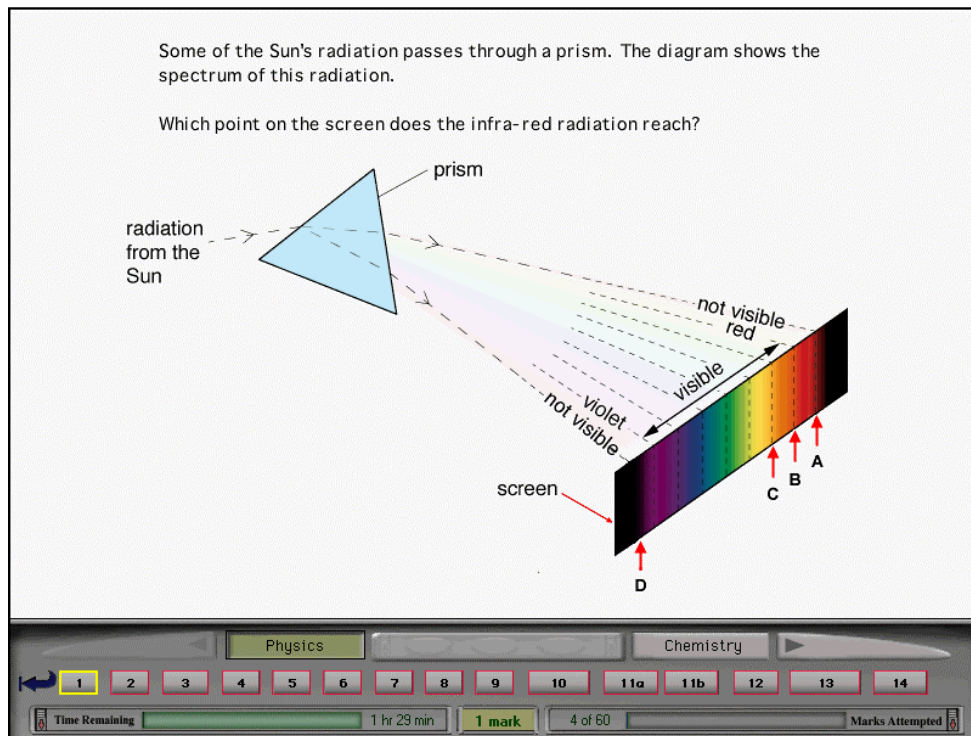 Some of the Sun's radiation passes through a prism. The diagram shows the
spectrum of this radiation.
Which point on the screen does the infra-red radiation reach?
prism
radiation
from the
Sun
not visible
red
visible
violet
not visible
A
B
C
screen
D
Physics
Chemistry
1 2 3 4 5 6 7 8 9 10 11a 11b 12 13 14
Time Remaining 1 hr 29 min 1 mark 4 of 60 Marks Attempted